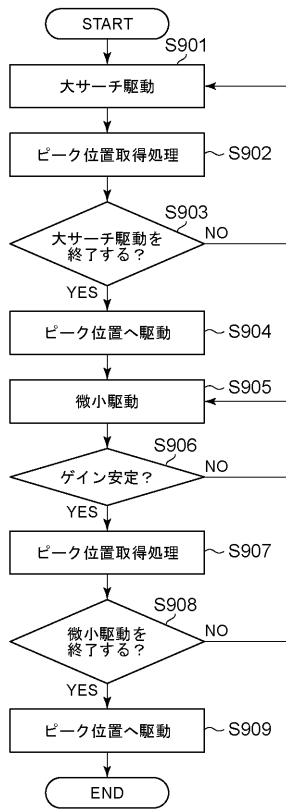 START
S901
大サーチ駆動
ピーク位置取得処理
S902
S903
大サーチ駆動を
終了する?
NO
YES
ピーク位置へ駆動
S904
S905
微小駆動
S906
ゲイン安定?
NO
YES
ピーク位置取得処理
S907
S908
微小駆動を
終了する?
NO
YES
ピーク位置へ駆動
S909
END